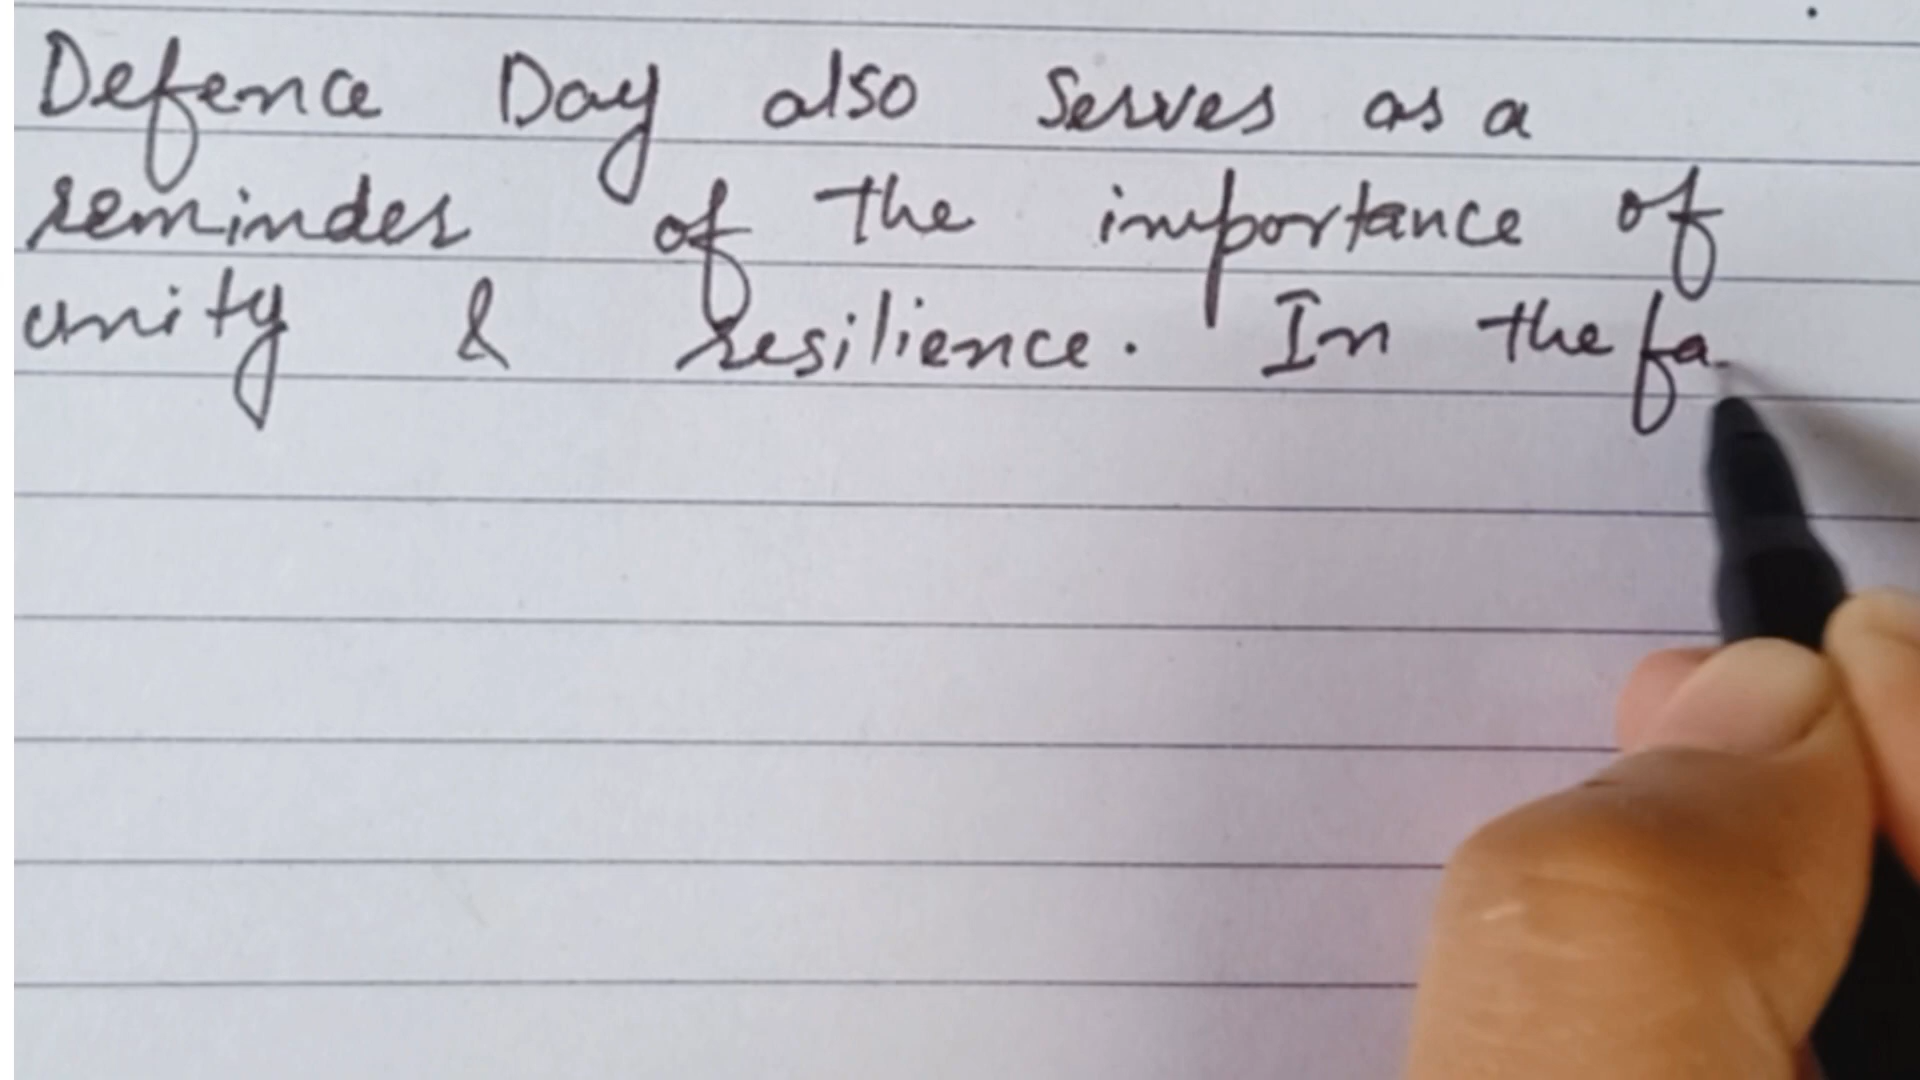 Defence Day also serves as a
reminder of the importance of
unity & resilience. In the fa